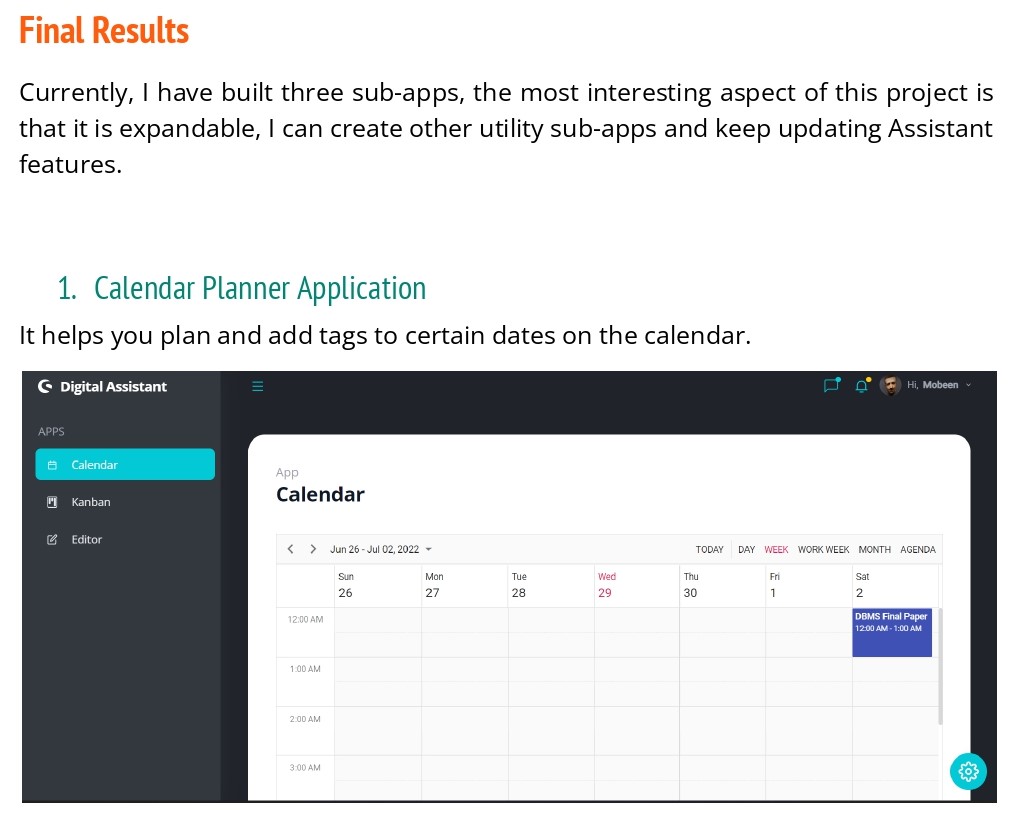 Final Results
Currently, I have built three sub-apps, the most interesting aspect of this project is
that it is expandable, I can create other utility sub-apps and keep updating Assistant
features.
1. Calendar Planner Application
It helps you plan and add tags to certain dates on the calendar.
Digital Assistant
Hi, Mobeen
APPS
Calendar
Kanban
Editor
App
Calendar
Jun 26 - Jul 02, 2022 TODAY DAY WEEK WORK WEEK MONTH AGENDA
Sun Mon Tue Wed Thu Fri Sat
26 27 28 29 30 1 2
12:00 AM
DBMS Final Paper
12:00 AM - 1:00 AM
1:00 AM
2:00 AM
3:00 AM